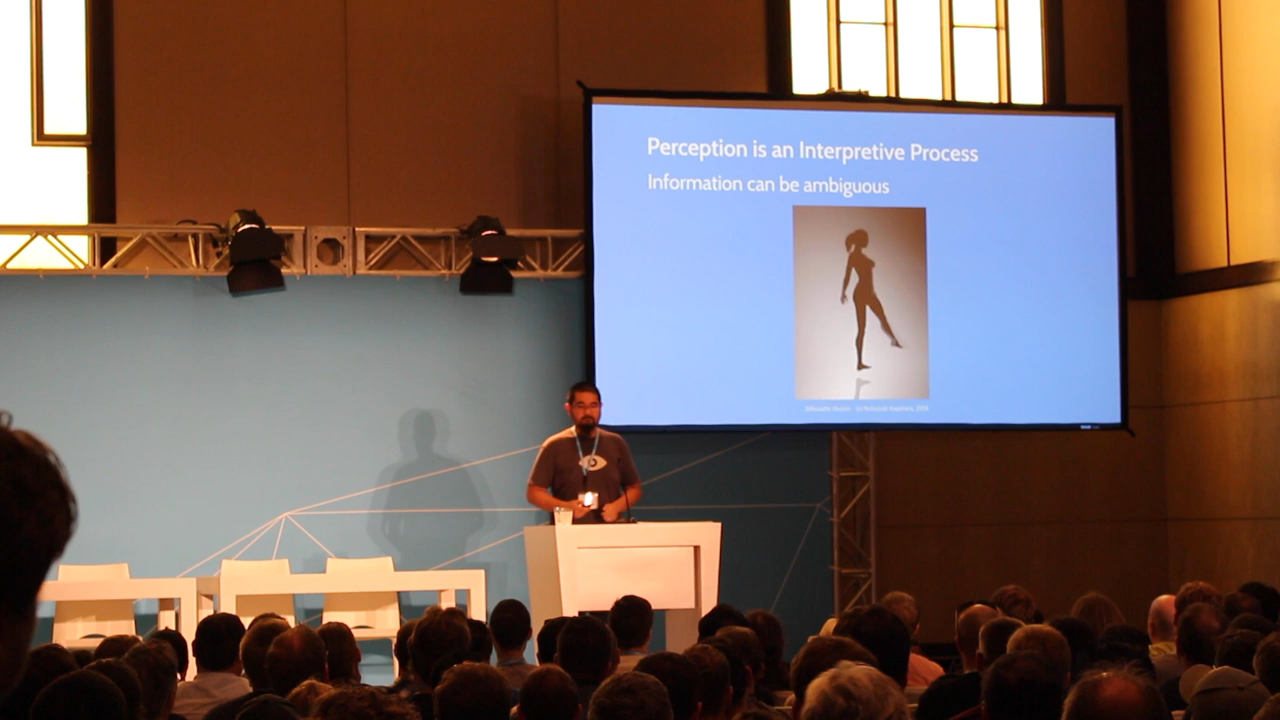 Perception is an Interpretive Process
Information can be ambiguous